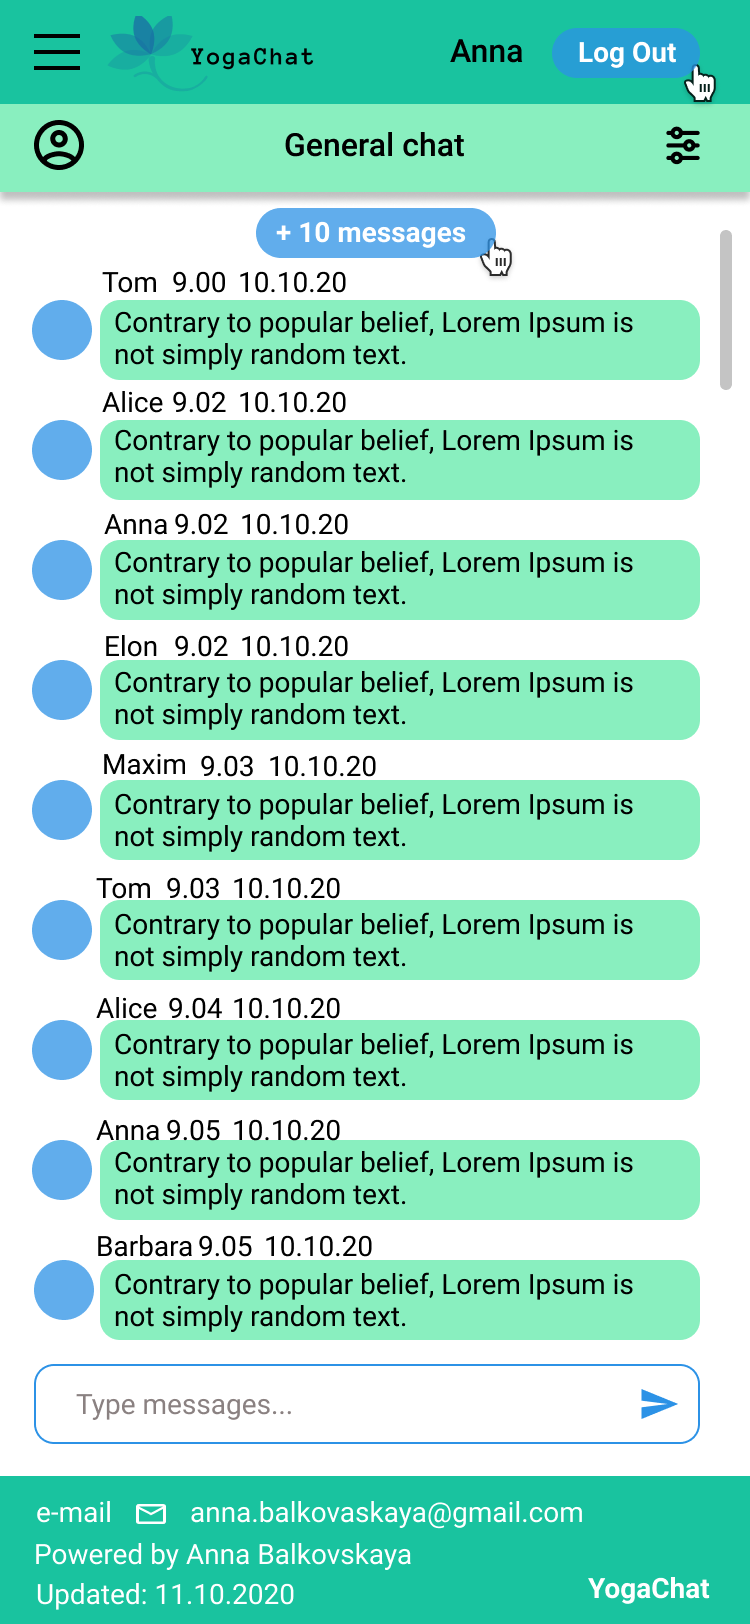 YogaChat
Anna
Log Out
General chat
+ 10 messages
Tom 9.00 10.10.20
Contrary to popular belief, Lorem Ipsum is
not simply random text.
Alice 9.02 10.10.20
Contrary to popular belief, Lorem Ipsum is
not simply random text.
Anna 9.02 10.10.20
Contrary to popular belief, Lorem Ipsum is
not simply random text.
Elon 9.02 10.10.20
Contrary to popular belief, Lorem Ipsum is
not simply random text.
Maxim 9.03 10.10.20
Contrary to popular belief, Lorem Ipsum is
not simply random text.
Tom 9.03 10.10.20
Contrary to popular belief, Lorem Ipsum is
not simply random text.
Alice 9.04 10.10.20
Contrary to popular belief, Lorem Ipsum is
not simply random text.
Anna 9.05 10.10.20
Contrary to popular belief, Lorem Ipsum is
not simply random text.
Barbara 9.05 10.10.20
Contrary to popular belief, Lorem Ipsum is
not simply random text.
Type messages...
e-mail anna.balkovaskaya@gmail.com
Powered by Anna Balkovskaya
Updated: 11.10.2020
YogaChat